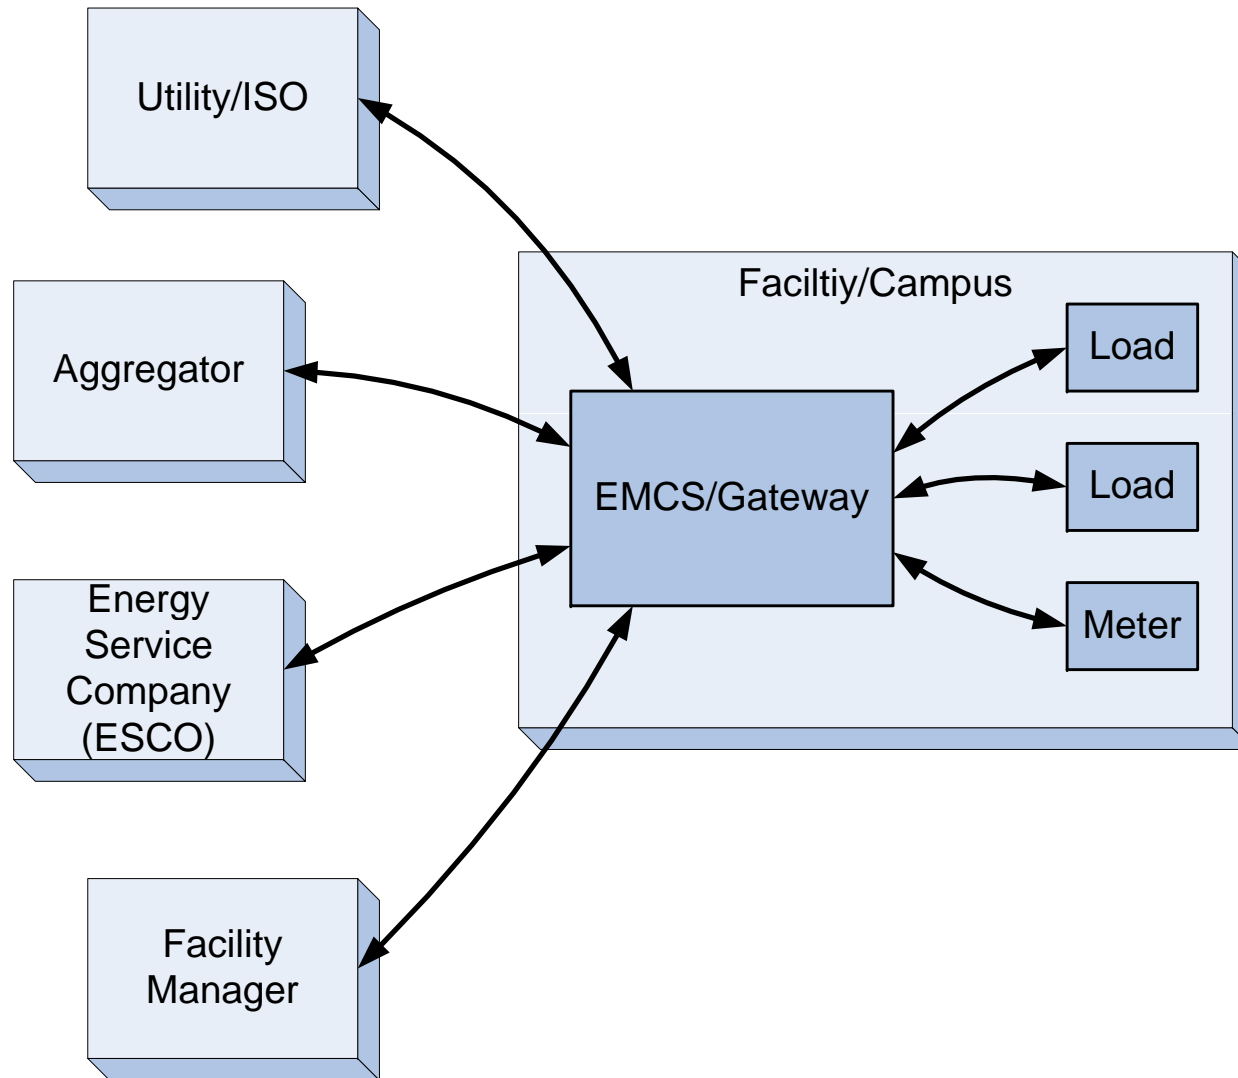 Utility/ISO
Aggregator
Energy
Service
Company
(ESCO)
Facility
Manager
Faciltiy/Campus
EMCS/Gateway
Load
Load
Meter